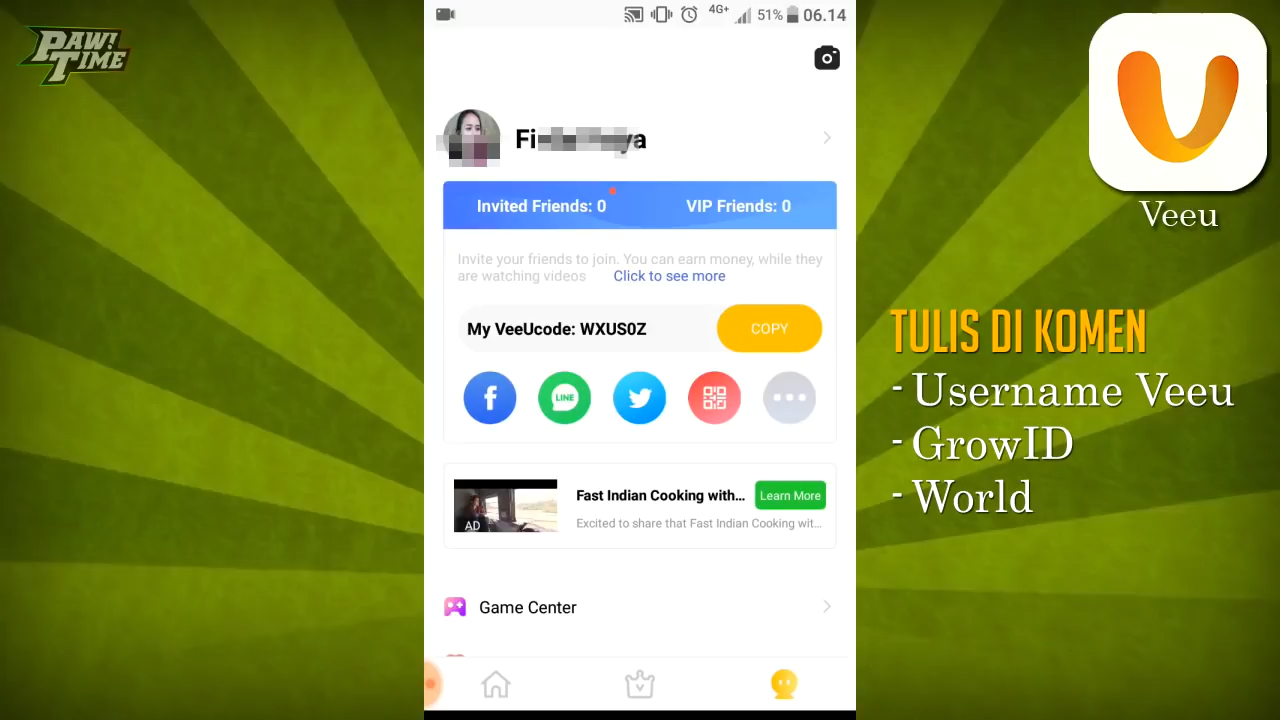 PAW!
TIME
4G+
51%
06.14
Invited Friends: 0
VIP Friends: 0
Invite your friends to join. You can earn money, while they
are watching videos
Click to see more
My VeeUcode: WXUS0Z
COPY
LINE
AD
Fast Indian Cooking with...
Learn More
Excited to share that Fast Indian Cooking wit...
Game Center
Veeu
TULIS DI KOMEN
- Username Veeu
- GrowID
- World